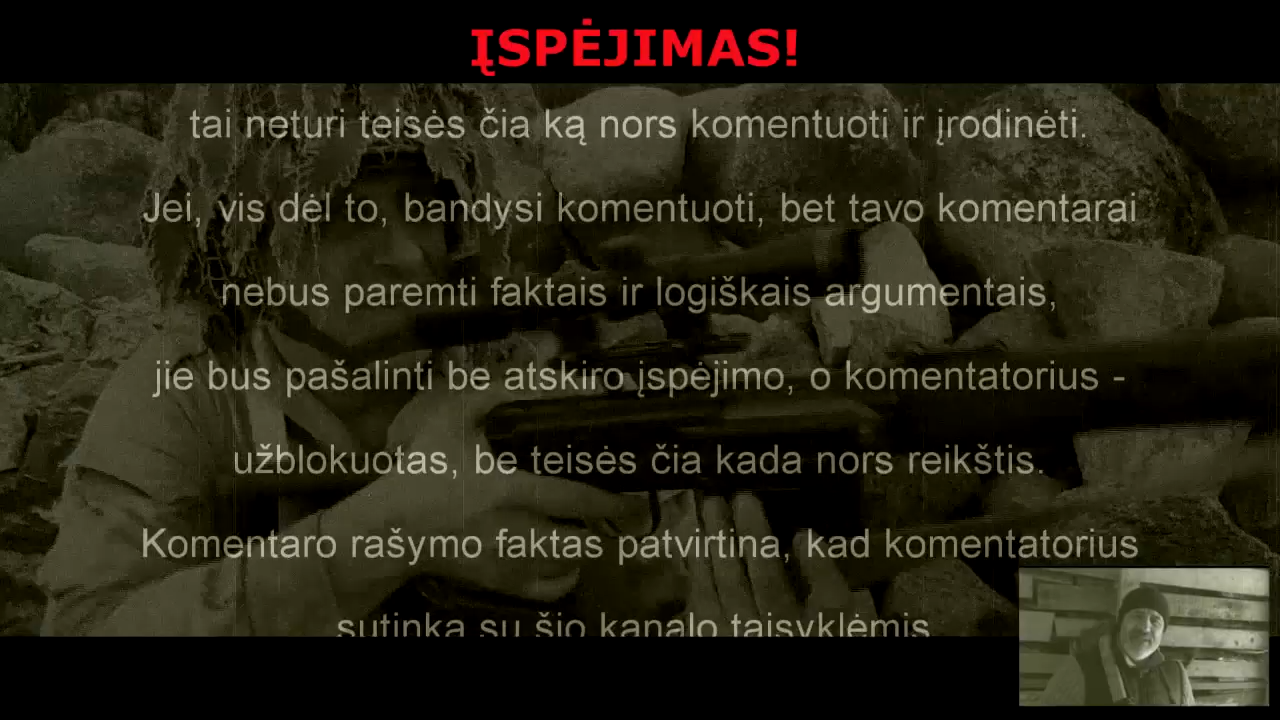 ĮSPĖJIMAS!
tai neturi teisės čia ką nors komentuoti ir įrodinėti.
Jei, vis dėl to, bandysi komentuoti, bet tavo komentarai
nebus paremti faktais ir logiškais argumentais,
jie bus pašalinti be atskiro įspėjimo, o komentatorius -
užblokuotas, be teisės čia kada nors reikštis.
Komentaro rašymo faktas patvirtina, kad komentatorius
sutinka su šio kanalo taisyklėmis